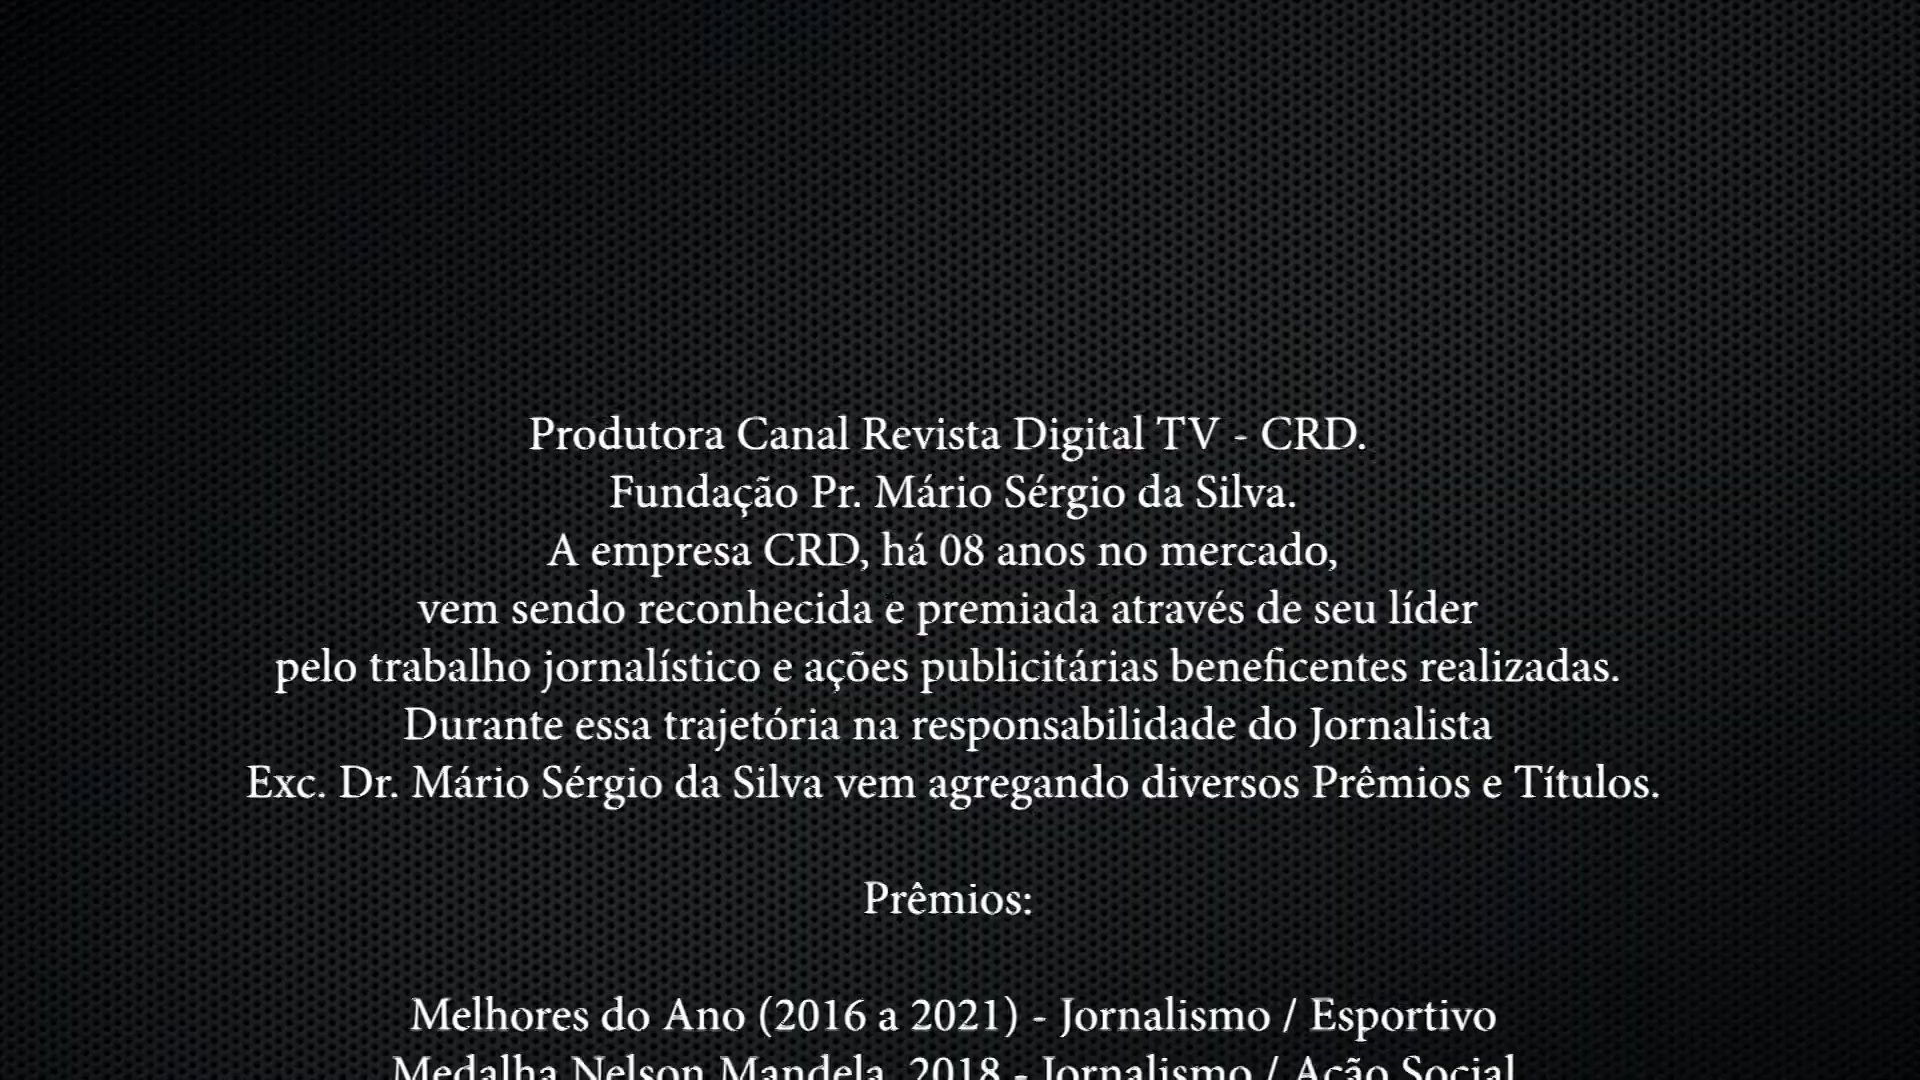 Produtora Canal Revista Digital TV - CRD.
Fundação Pr. Mário Sérgio da Silva.
A empresa CRD, há 08 anos no mercado,
vem sendo reconhecida e premiada através de seu líder
pelo trabalho jornalístico e ações publicitárias beneficentes realizadas.
Durante essa trajetória na responsabilidade do Jornalista
Exc. Dr. Mário Sérgio da Silva vem agregando diversos Prêmios e Títulos.
Prêmios:
Melhores do Ano (2016 a 2021) - Jornalismo / Esportivo
Medalha Nelson Mandela, 2018 - Jornalismo / Ação Social